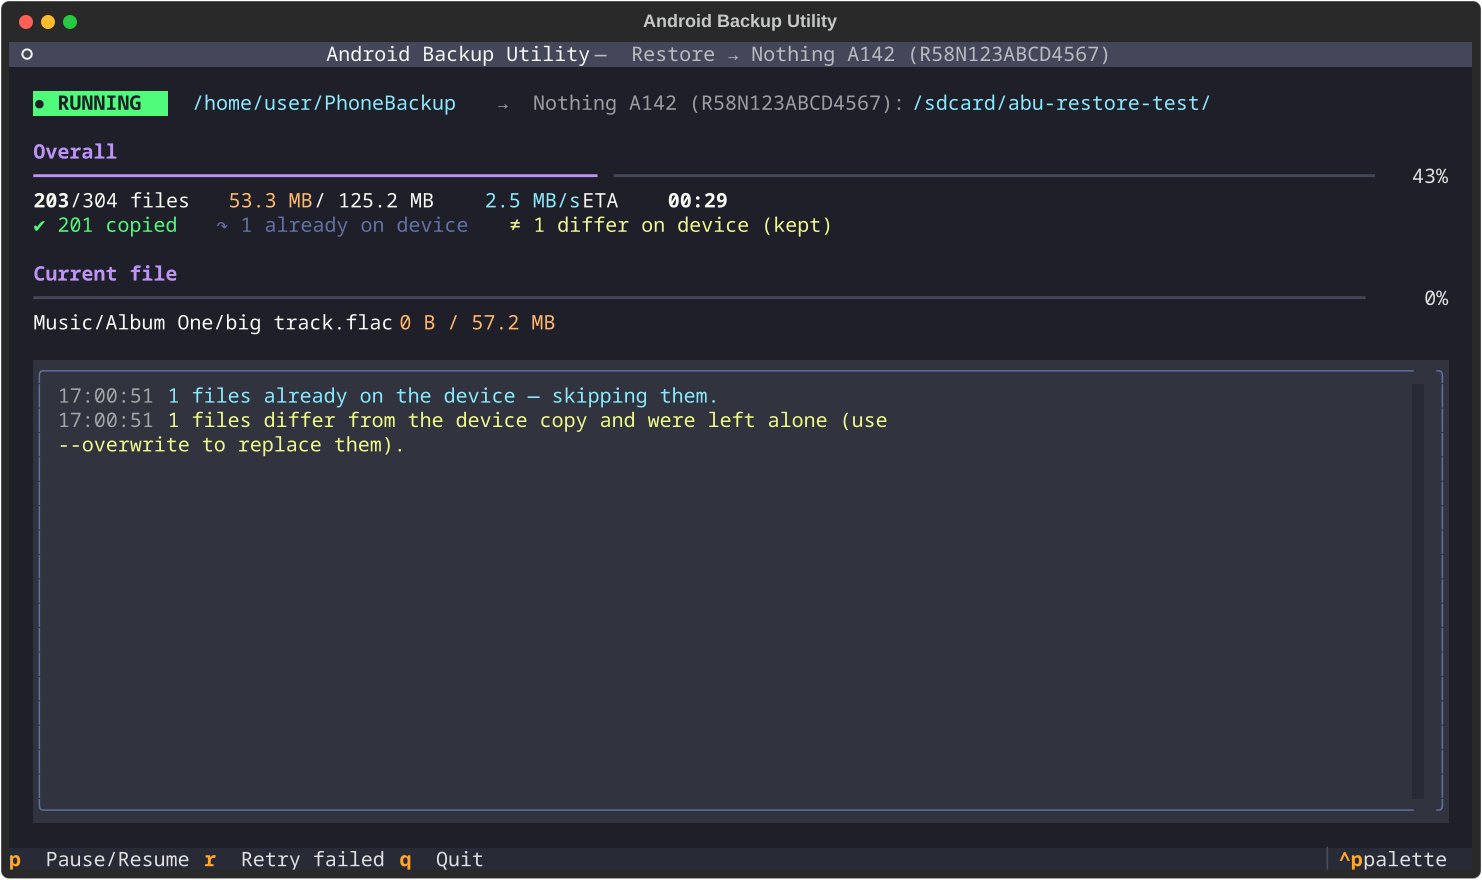 Android Backup Utility
Android Backup Utility — Restore → Nothing A142 (R58N123ABCD4567)
● RUNNING /home/user/PhoneBackup → Nothing A142 (R58N123ABCD4567): /sdcard/abu-restore-test/
Overall
43%
203/304 files 53.3 MB / 125.2 MB 2.5 MB/s ETA 00:29
✔ 201 copied ↷ 1 already on device ≠ 1 differ on device (kept)
Current file
0%
Music/Album One/big track.flac 0 B / 57.2 MB
17:00:51 1 files already on the device — skipping them.
17:00:51 1 files differ from the device copy and were left alone (use
--overwrite to replace them).
p Pause/Resume r Retry failed q Quit ^p palette